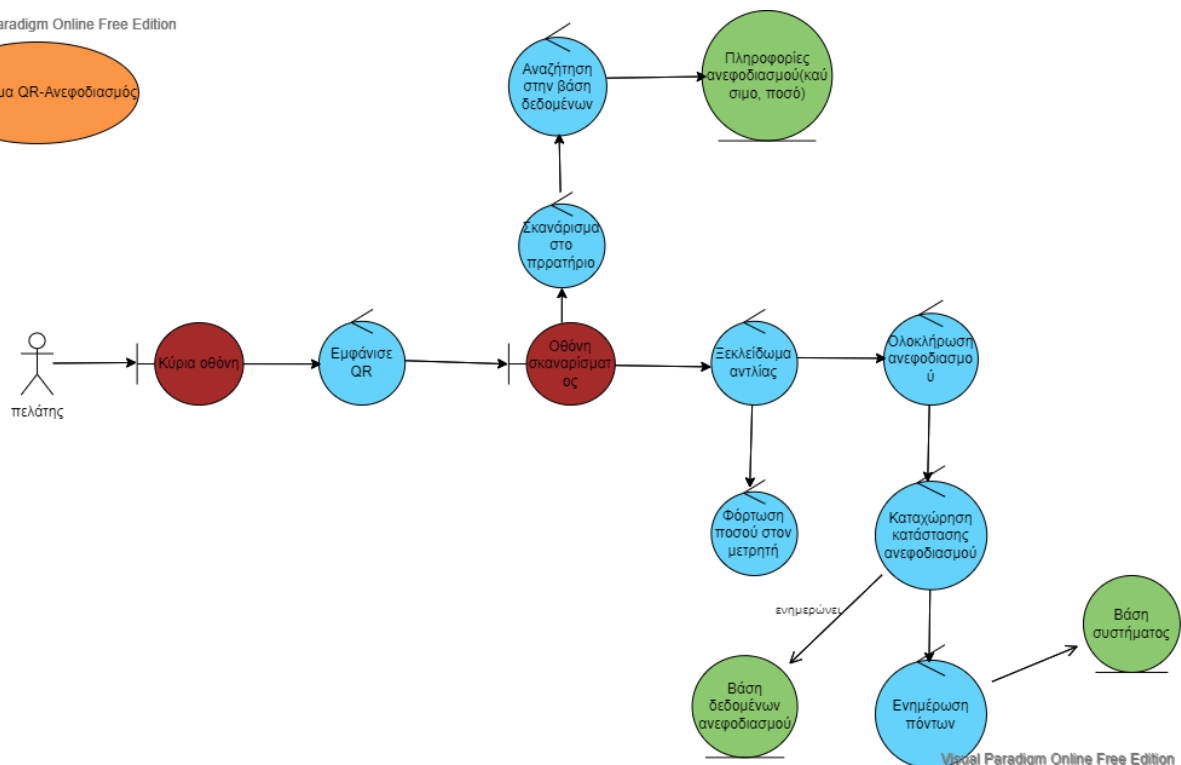 aradigm Online Free Edition
μα QR-Ανεφοδιασμός
Αναζήτηση
στην βάση
δεδομένων
Πληροφορίες
ανεφοδιασμού(καύ
σιμο, ποσό)
Σκανάρισμα
στο
πρρατήριο
πελάτης
Κύρια οθόνη
Εμφάνισε
QR
Οθόνη
σκαναρίσματ
ος
Ξεκλείδωμα
αντλίας
Ολοκλήρωση
ανεφοδιασμο
ύ
Φόρτωση
ποσού στον
μετρητή
Καταχώρηση
κατάστασης
ανεφοδιασμού
ενημερώνει
Βάση
συστήματος
Βάση
δεδομένων
ανεφοδιασμού
Ενημέρωση
πόντων
Visual Paradigm Online Free Edition